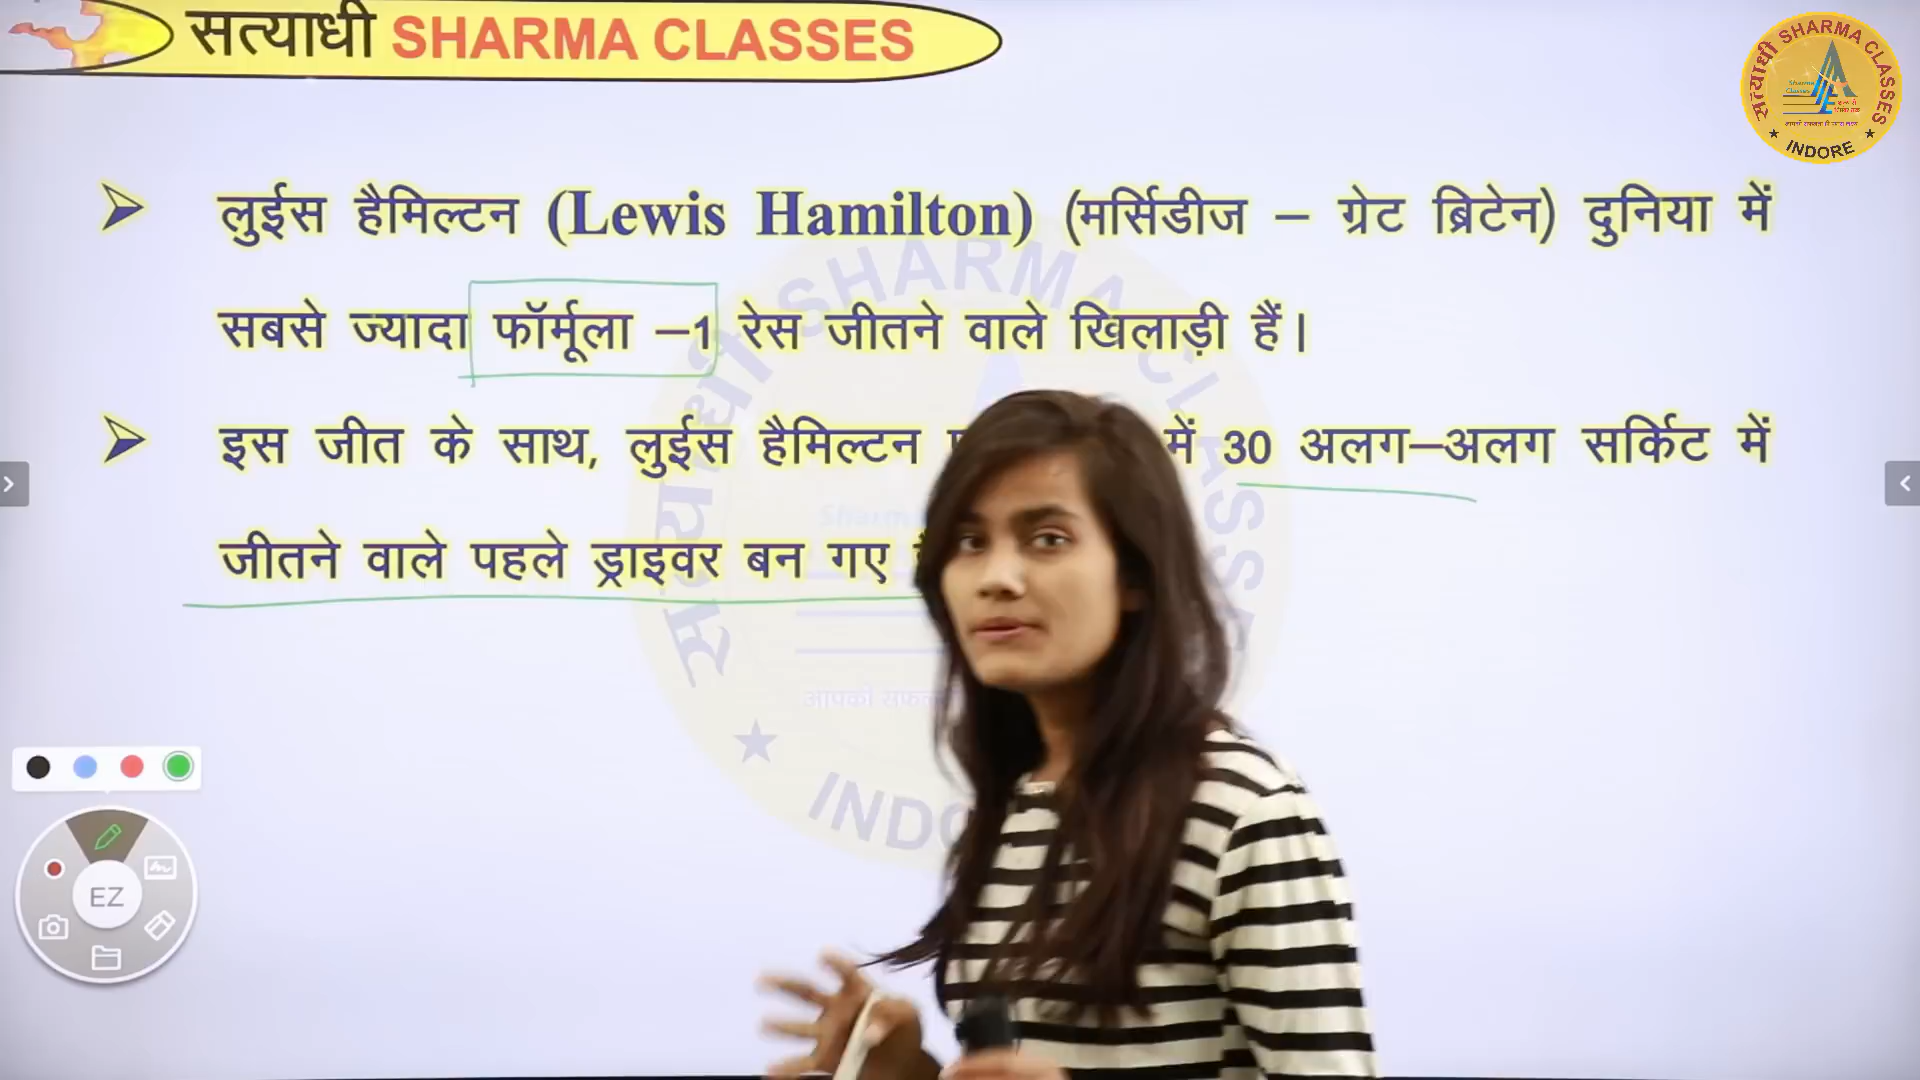 सत्याधी SHARMA CLASSES
सत्याधी SHARMA CLASSES
INDORE
लुईस हैमिल्टन (Lewis Hamilton) (मर्सिडीज – ग्रेट ब्रिटेन) दुनिया में
सबसे ज्यादा फॉर्मूला –1 रेस जीतने वाले खिलाड़ी हैं।
इस जीत के साथ, लुईस हैमिल्टन में 30 अलग–अलग सर्किट में
जीतने वाले पहले ड्राइवर बन गए
EZ